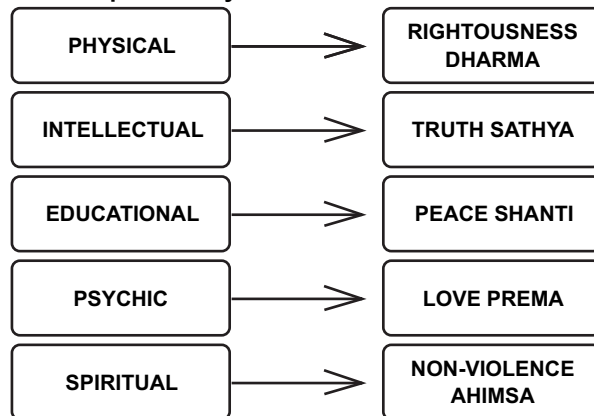 PHYSICAL
RIGHTOUSNESS
DHARMA
INTELLECTUAL
TRUTH SATHYA
EDUCATIONAL
PEACE SHANTI
PSYCHIC
LOVE PREMA
SPIRITUAL
NON-VIOLENCE
AHIMSA